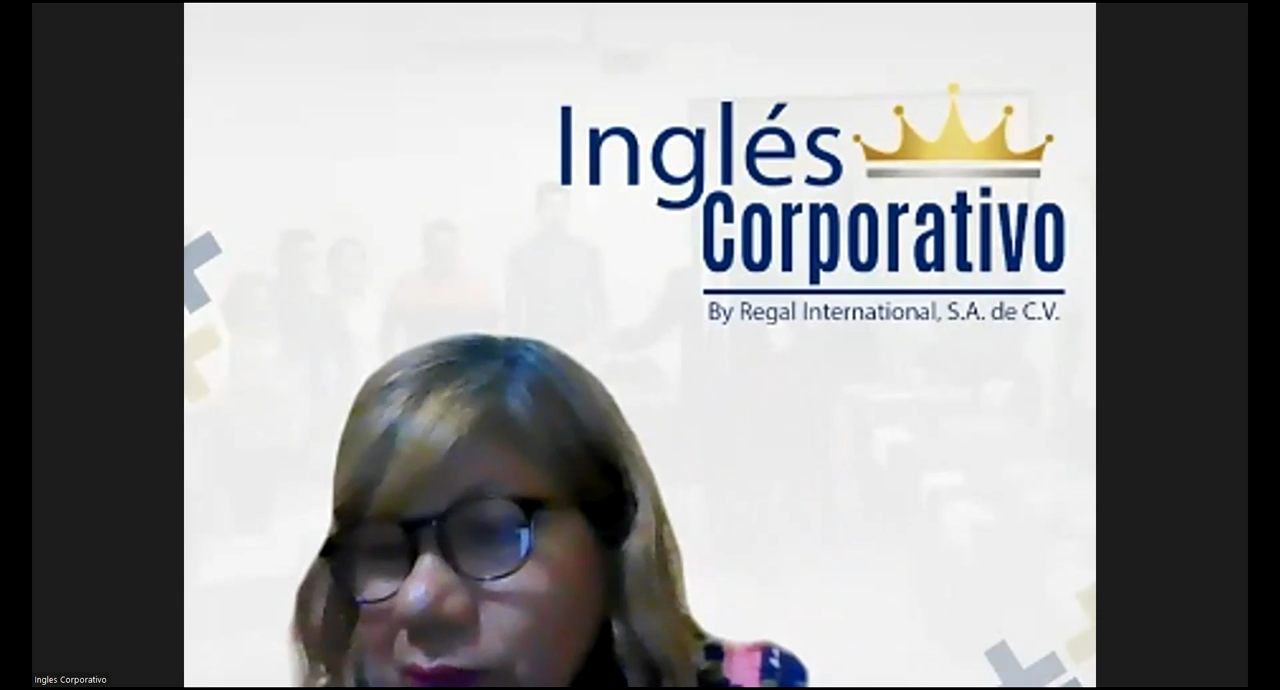 Inglés
Corporativo
By Regal International, S.A. de C.V.
Ingles Corporativo